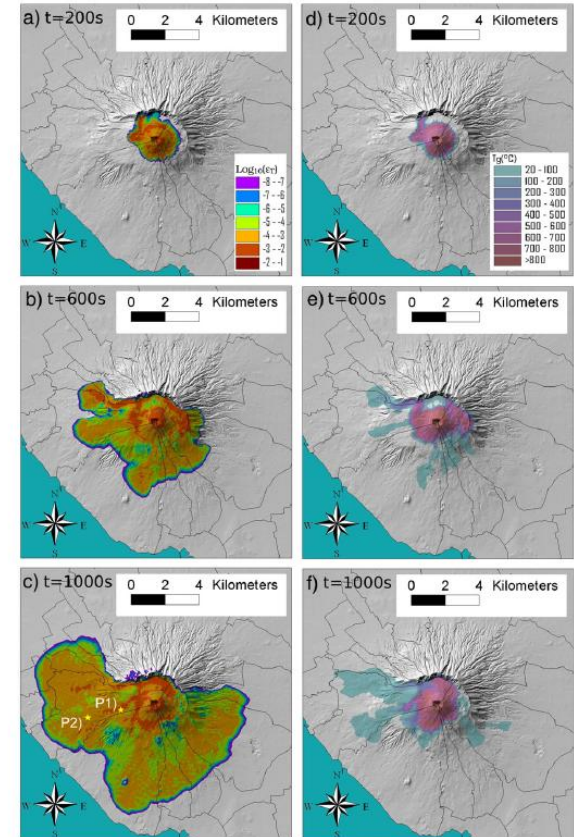 a) t=200s
0 2 4 Kilometers
Log₁₀(ε_T)
-8 - -7
-7 - -6
-6 - -5
-5 - -4
-4 - -3
-3 - -2
-2 - -1
N
W E
S
d) t=200s
0 2 4 Kilometers
Tg(°C)
20 - 100
100 - 200
200 - 300
300 - 400
400 - 500
500 - 600
600 - 700
700 - 800
>800
N
W E
S
b) t=600s
0 2 4 Kilometers
N
W E
S
e) t=600s
0 2 4 Kilometers
N
W E
S
c) t=1000s
0 2 4 Kilometers
P1)
P2)
N
W E
S
f) t=1000s
0 2 4 Kilometers
N
W E
S